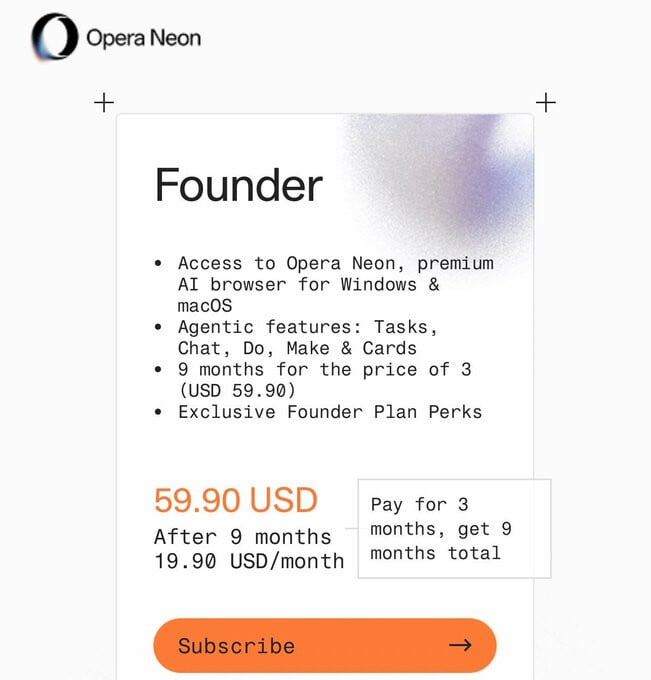 Opera Neon
Founder
• Access to Opera Neon, premium
AI browser for Windows &
macOS
• Agentic features: Tasks,
Chat, Do, Make & Cards
• 9 months for the price of 3
(USD 59.90)
• Exclusive Founder Plan Perks
59.90 USD
After 9 months
19.90 USD/month
Pay for 3
months, get 9
months total
Subscribe →